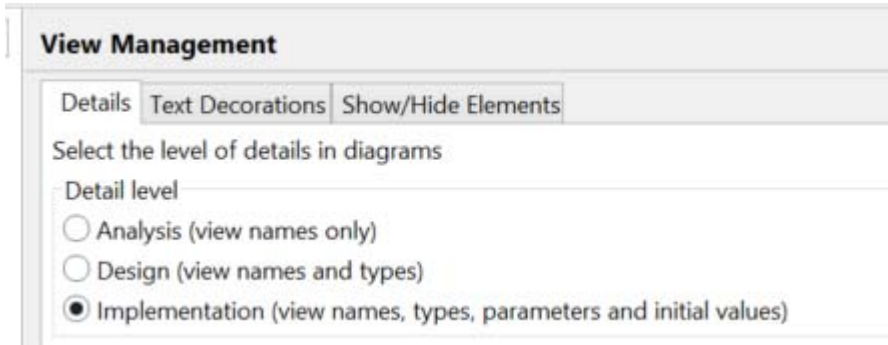 View Management
Details Text Decorations Show/Hide Elements
Select the level of details in diagrams
Detail level
Analysis (view names only)
Design (view names and types)
Implementation (view names, types, parameters and initial values)